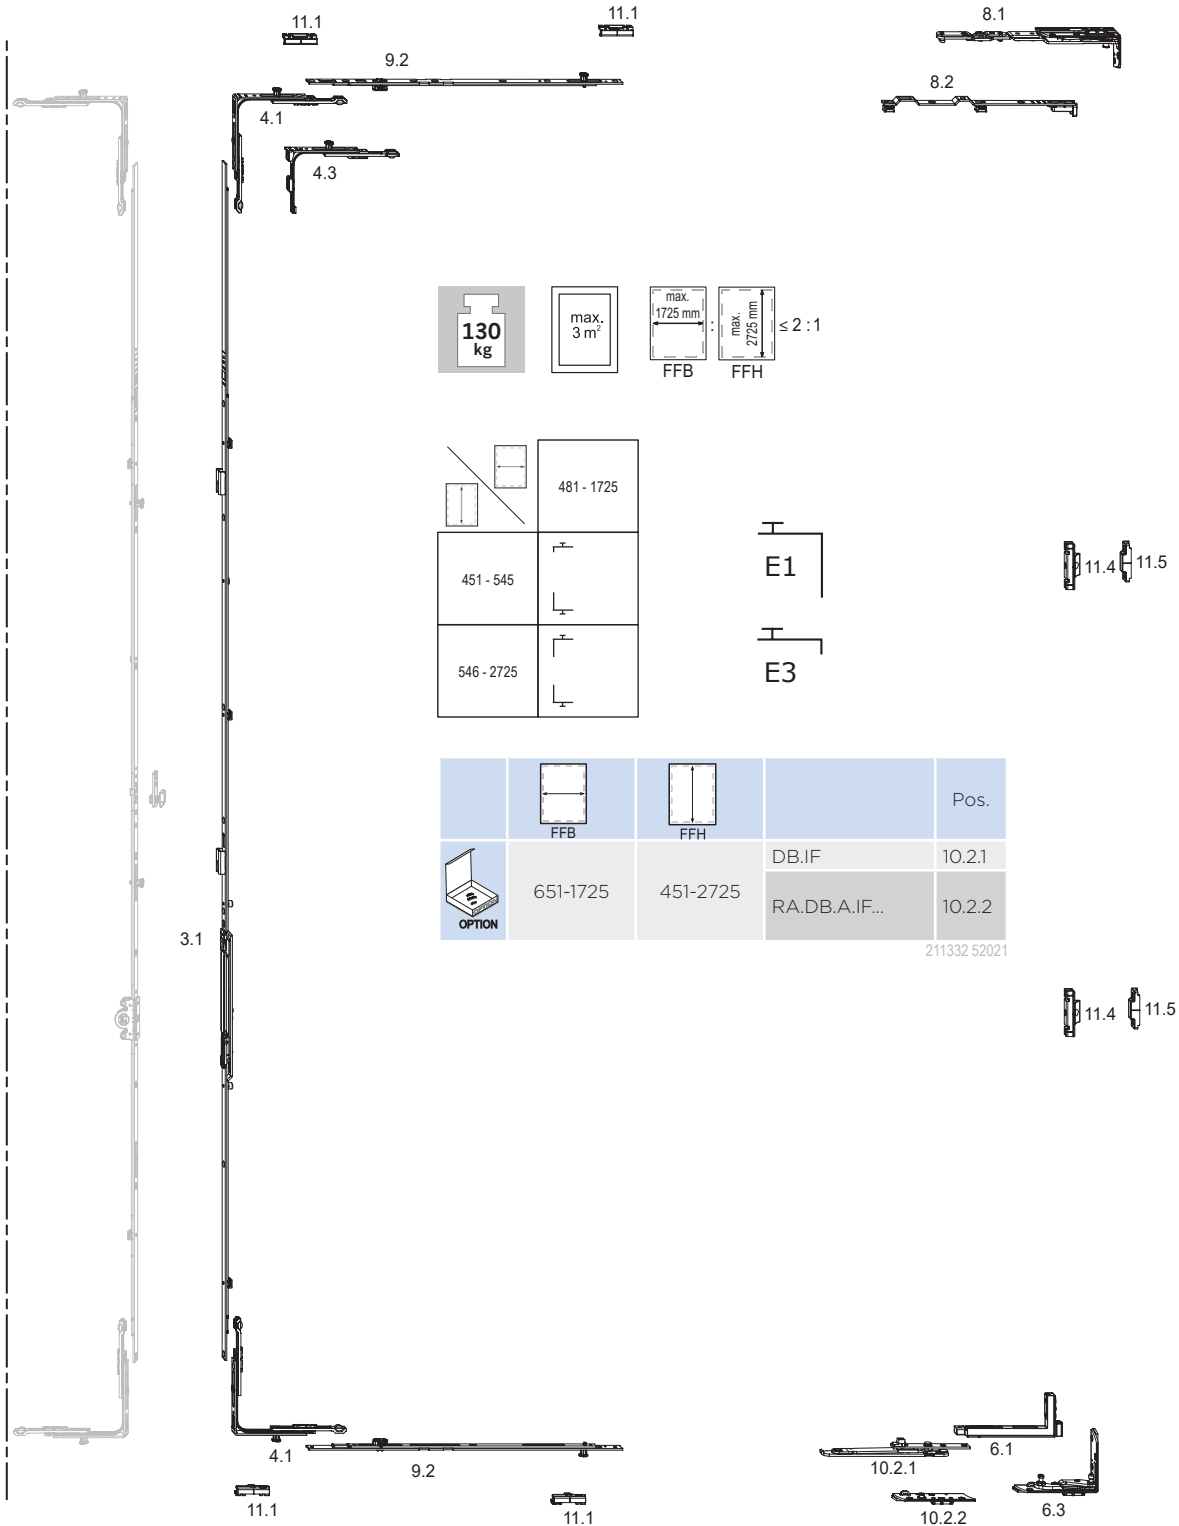 11.1
11.1
8.1
9.2
8.2
4.1
4.3
130
kg
max.
3 m²
max.
1725 mm
FFB
:
max.
2725 mm
FFH
≤ 2 : 1
481 - 1725
451 - 545
546 - 2725
E1
E3
11.4
11.5
FFB
FFH
Pos.
OPTION
651-1725
451-2725
DB.IF
10.2.1
RA.DB.A.IF...
10.2.2
211332 52021
3.1
11.4
11.5
4.1
9.2
10.2.1
6.1
11.1
11.1
10.2.2
6.3